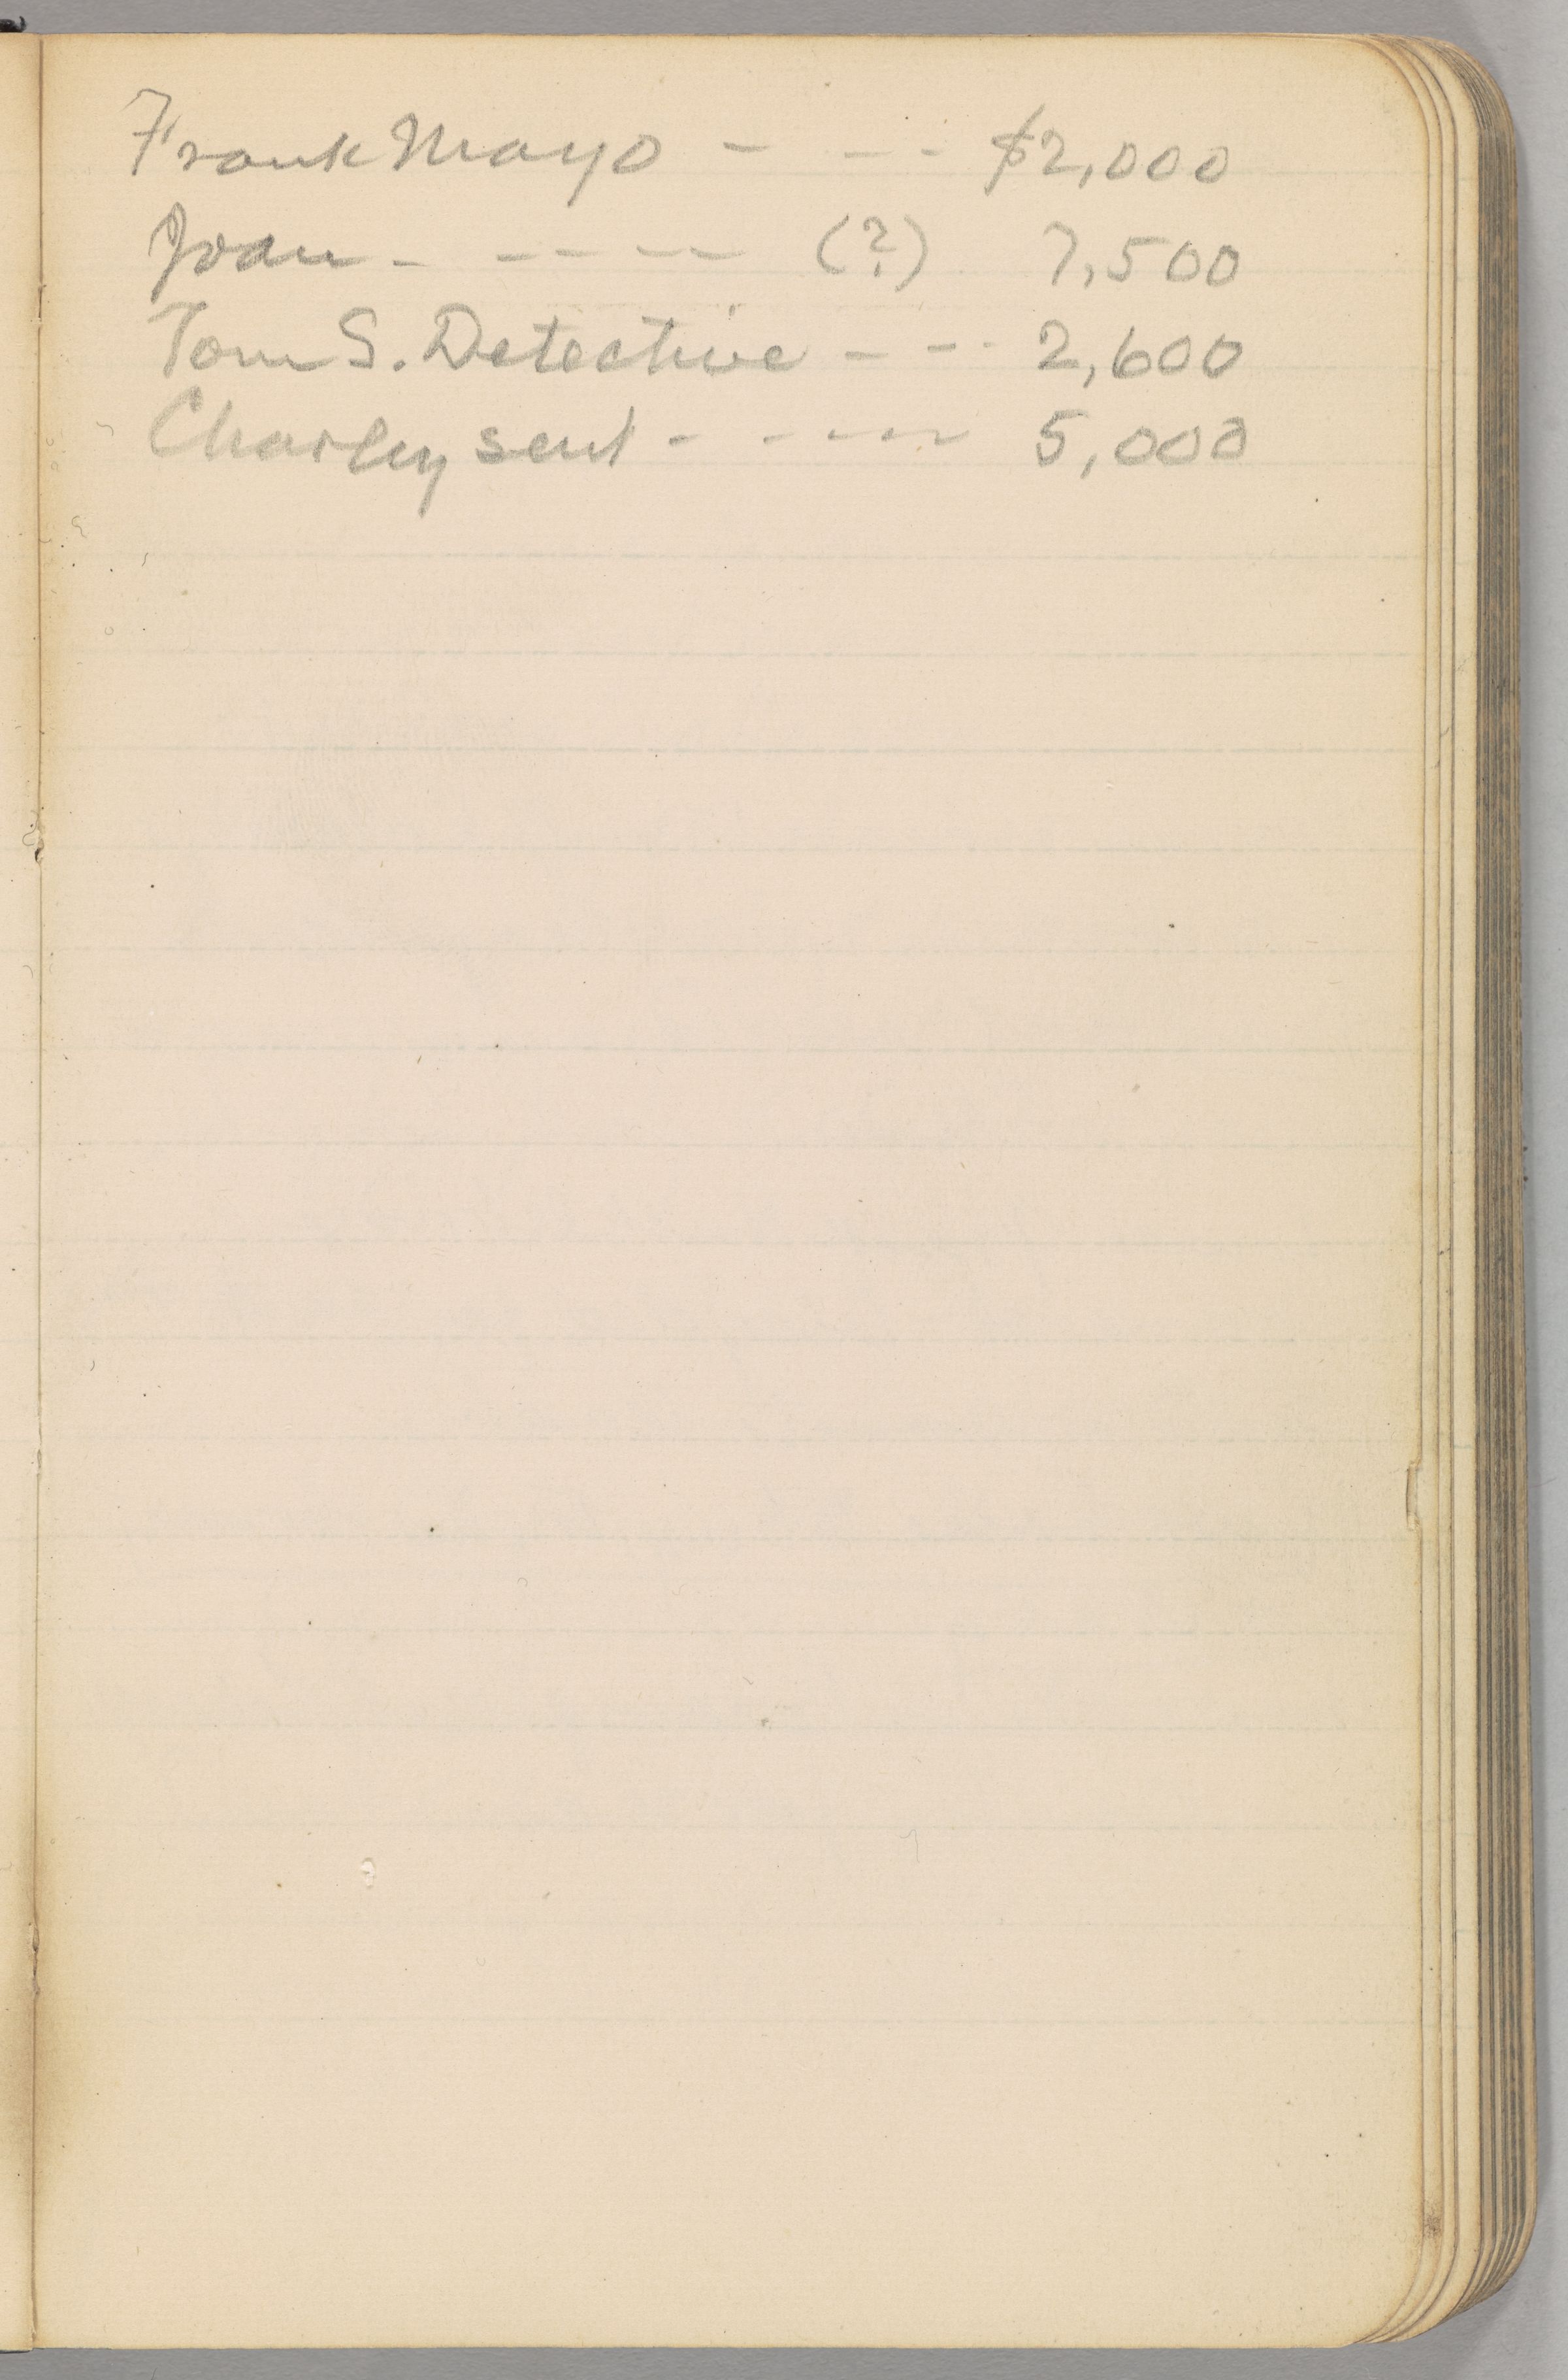 Frank Mayo - - - - $2,000
Joan - - - - - - (?) 7,500
Tom S. Detective - - - 2,600
Charley sent - - - - - 5,000